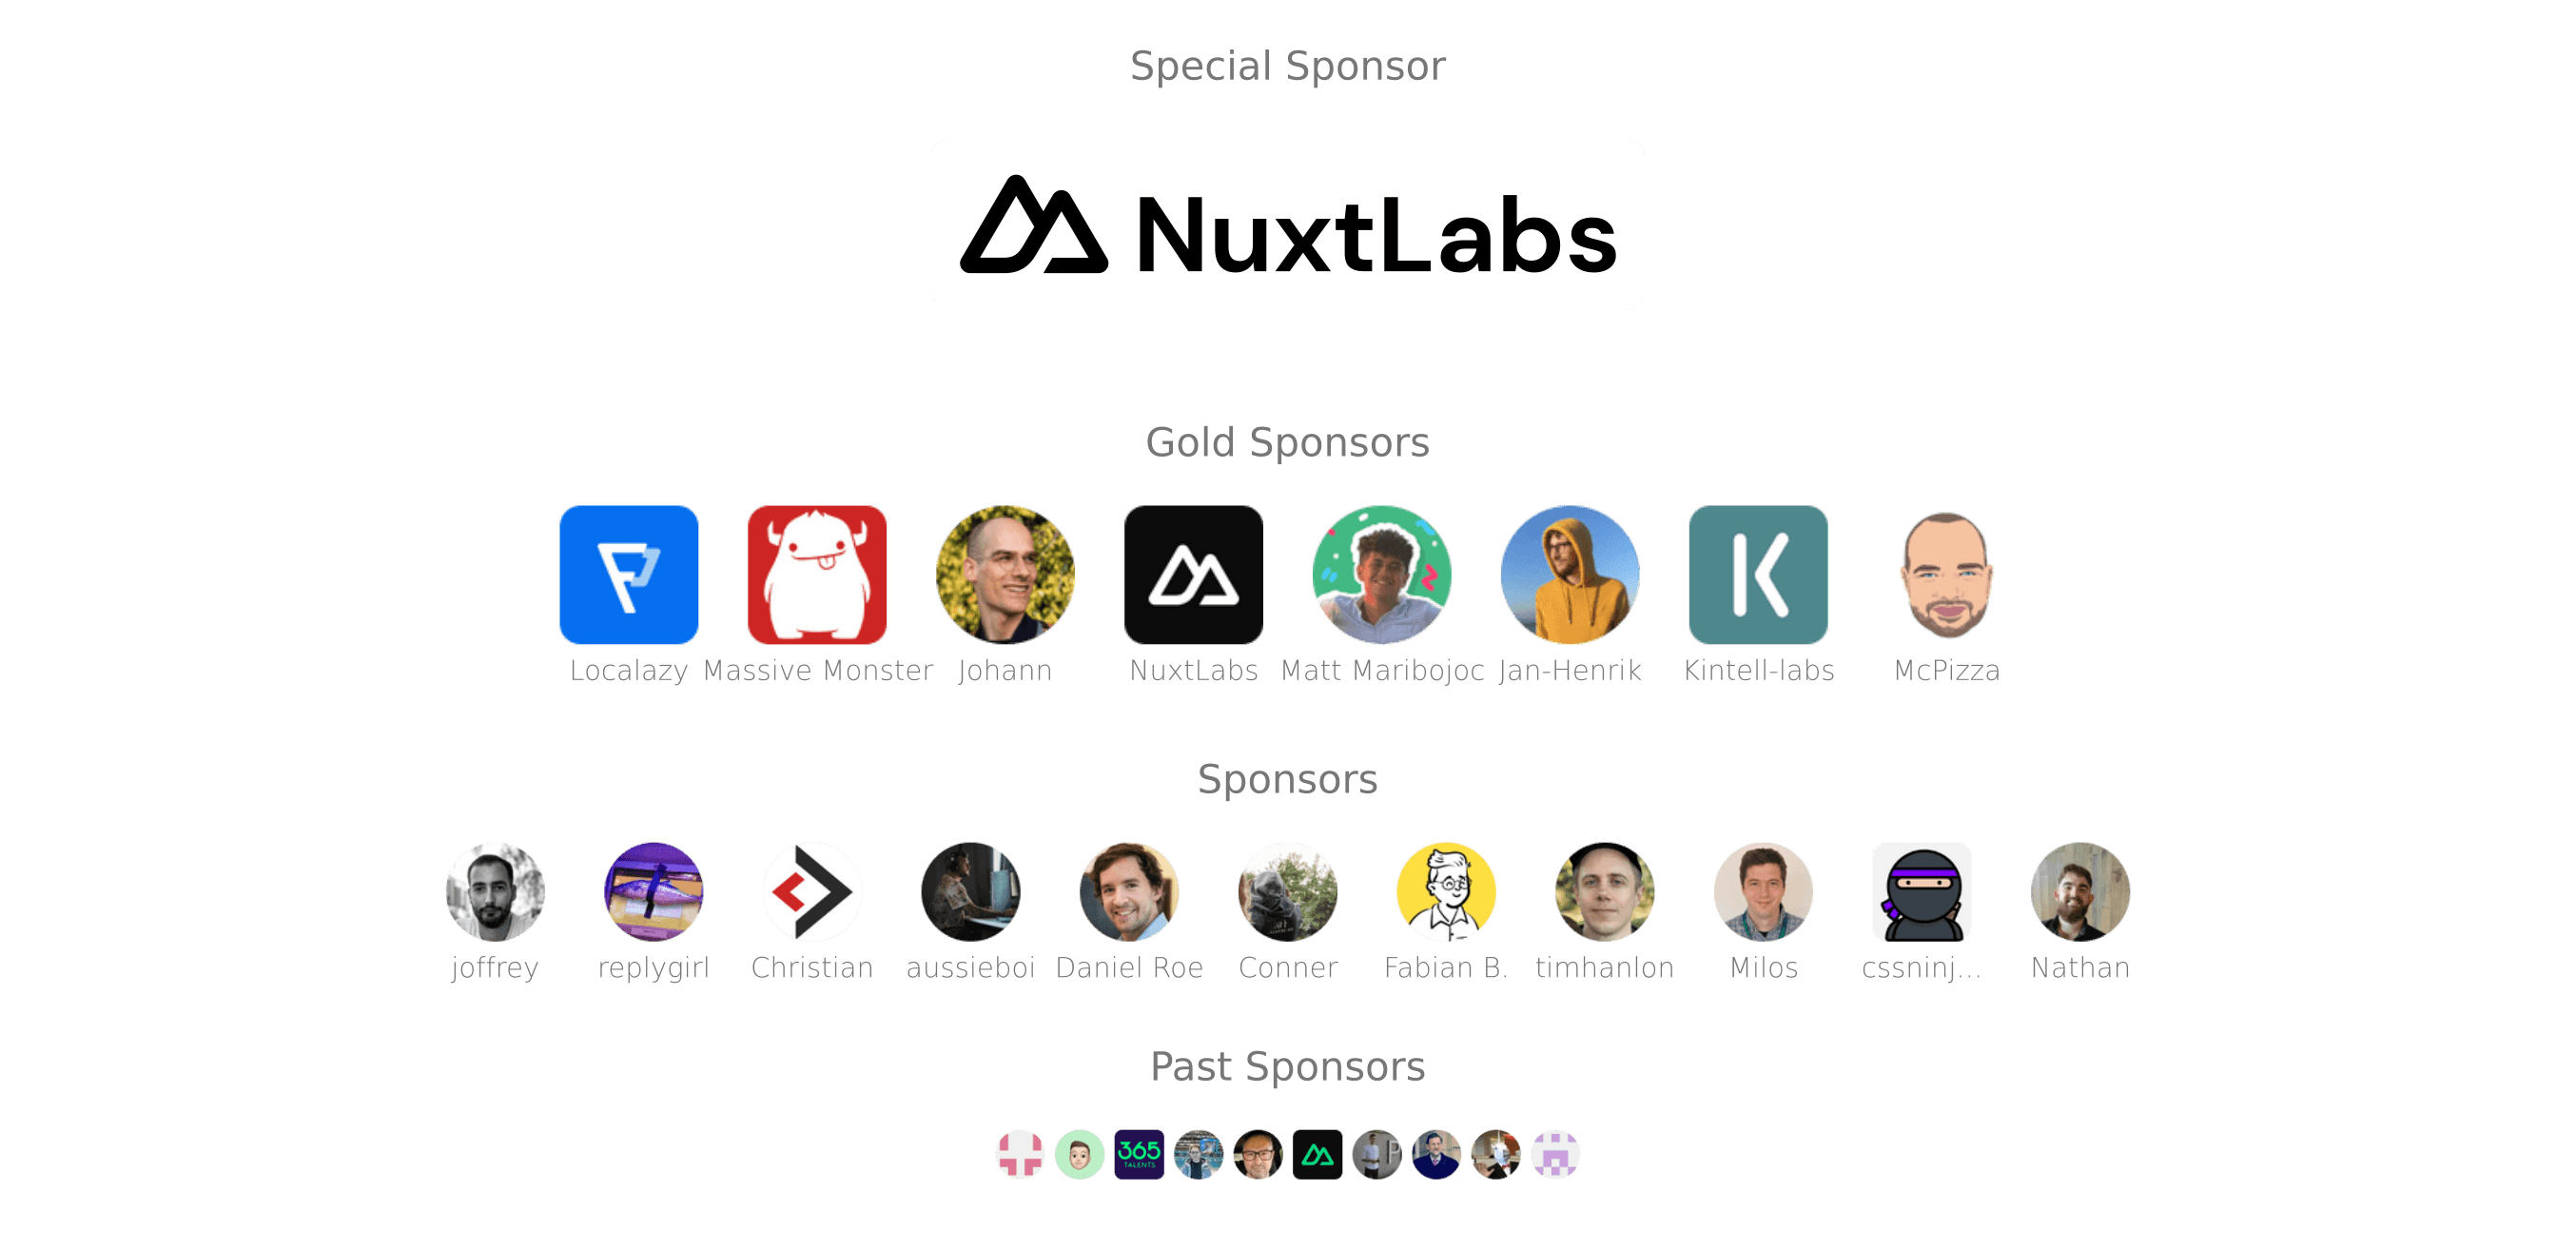 Special Sponsor
NuxtLabs
Gold Sponsors
Localazy Massive Monster Johann NuxtLabs Matt Maribojoc Jan-Henrik Kintell-labs McPizza
Sponsors
joffrey replygirl Christian aussieboi Daniel Roe Conner Fabian B. timhanlon Milos cssninj... Nathan
Past Sponsors
365
TALENTS